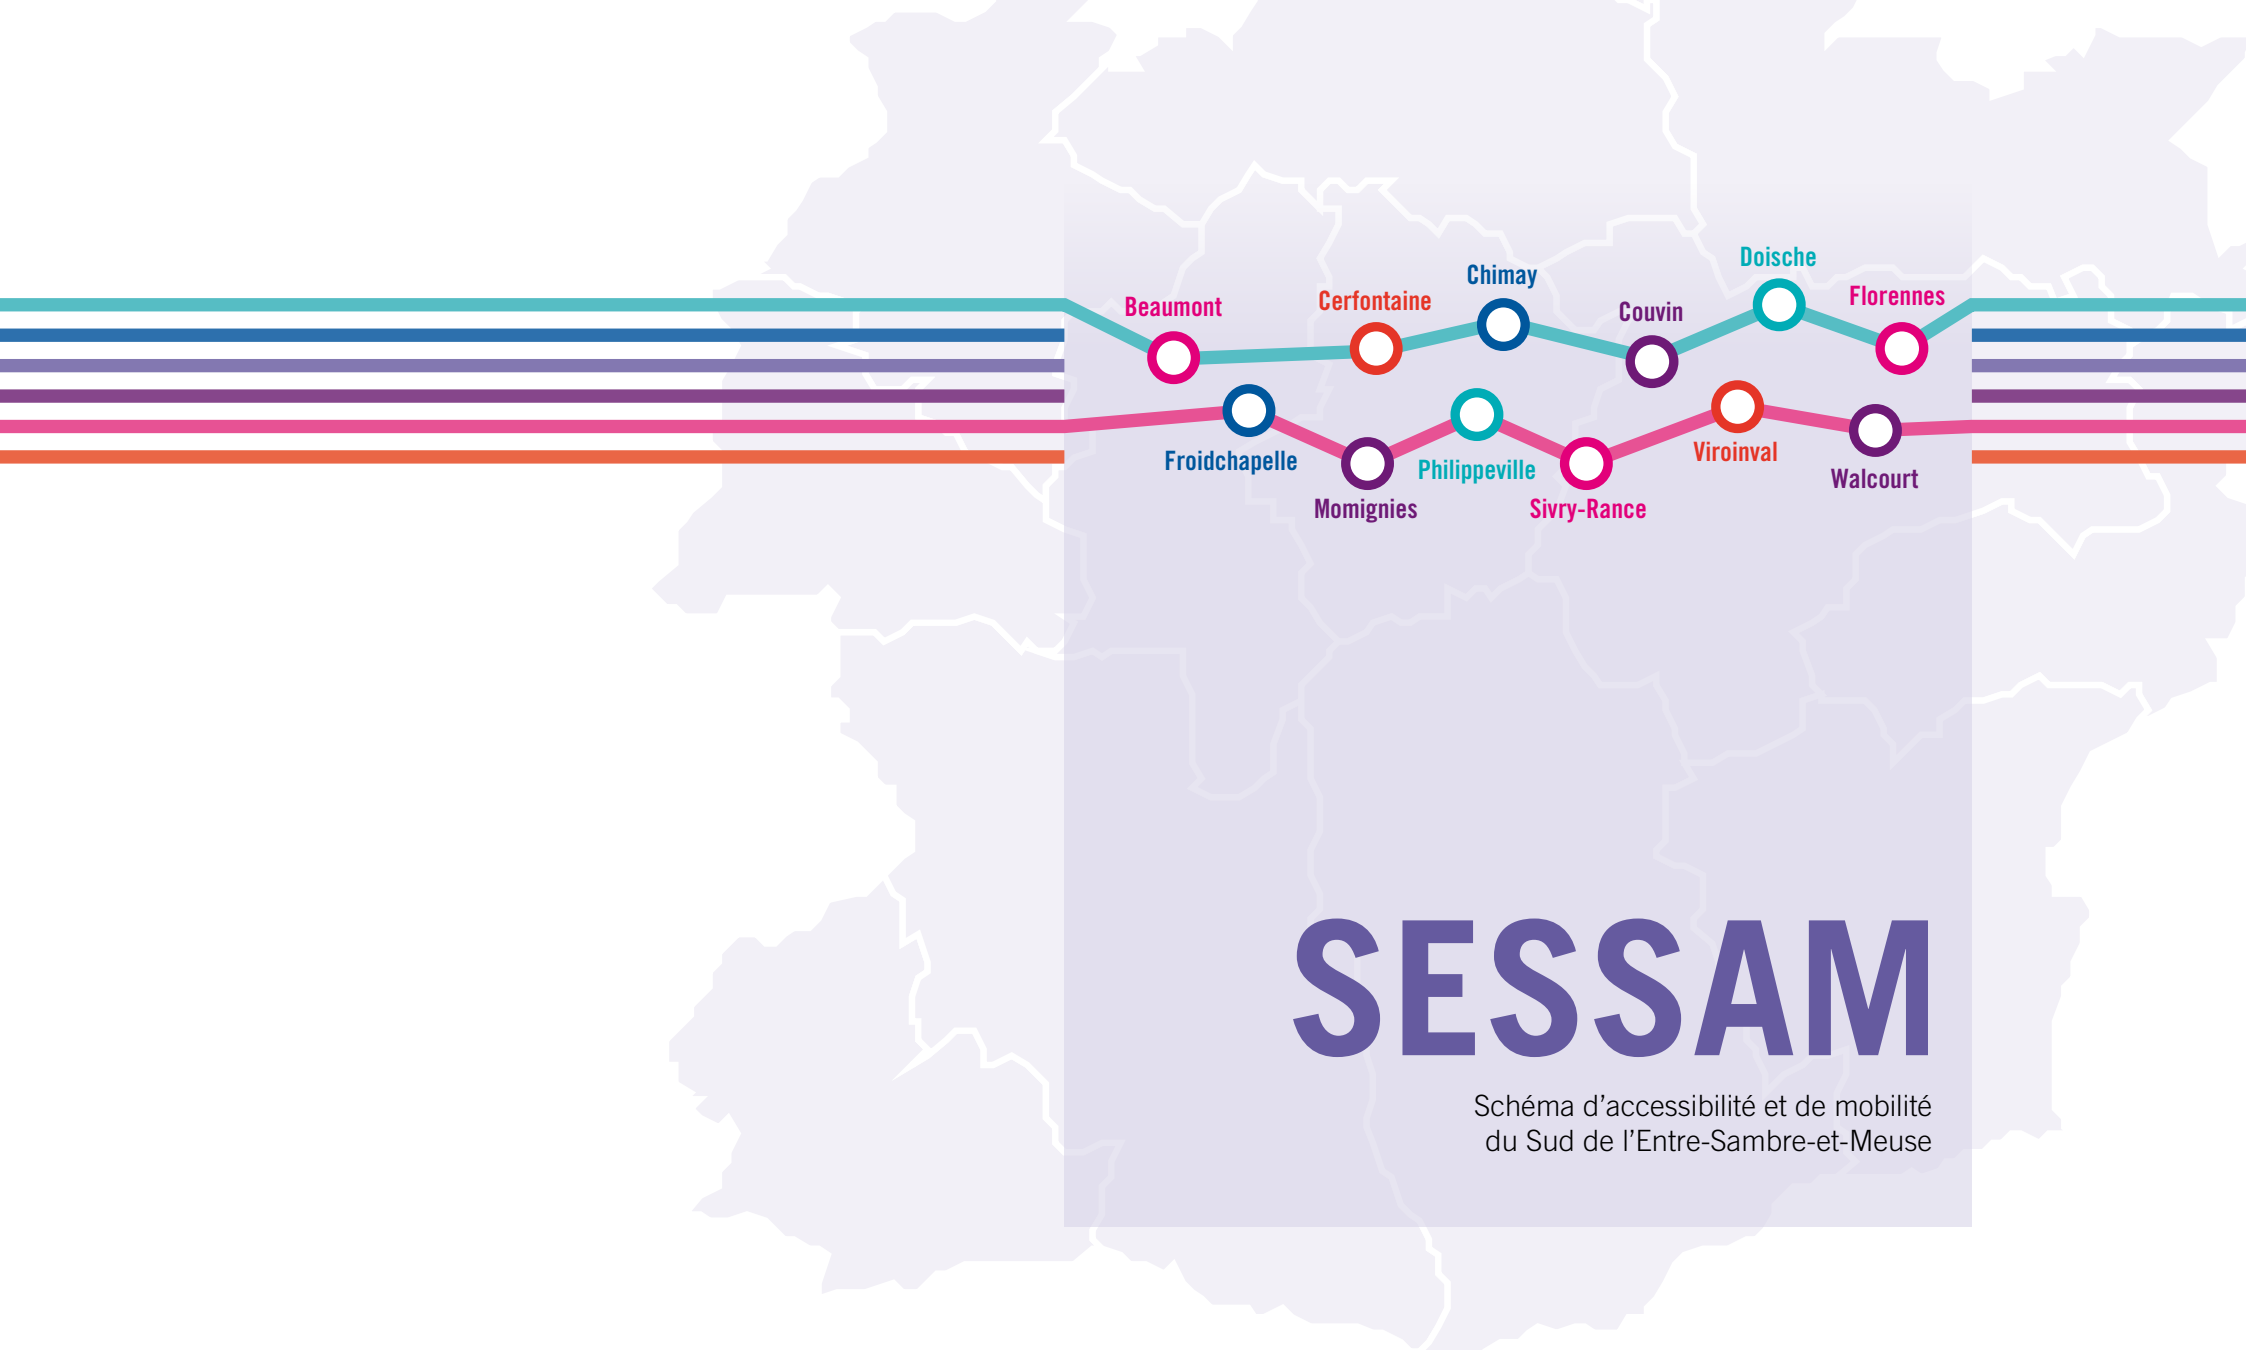 Beaumont
Cerfontaine
Chimay
Couvin
Doische
Florennes
Froidchapelle
Momignies
Philippeville
Sivry-Rance
Viroinval
Walcourt
SESSAM
Schéma d’accessibilité et de mobilité
du Sud de l’Entre-Sambre-et-Meuse